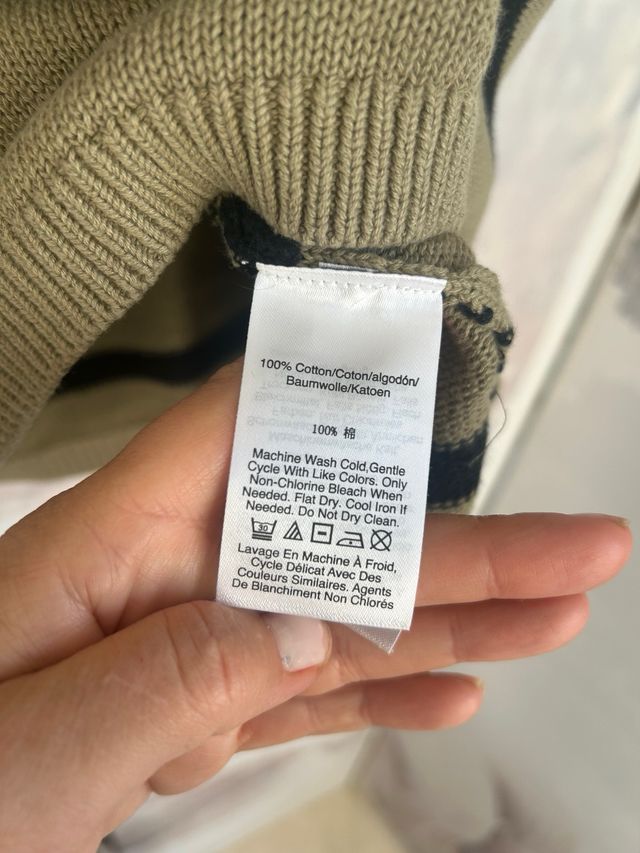 100% Cotton/Coton/algodón/
Baumwolle/Katoen
100% 棉
Machine Wash Cold,Gentle
Cycle With Like Colors. Only
Non-Chlorine Bleach When
Needed. Flat Dry. Cool Iron If
Needed. Do Not Dry Clean.
30
Lavage En Machine À Froid,
Cycle Délicat Avec Des
Couleurs Similaires. Agents
De Blanchiment Non Chlorés